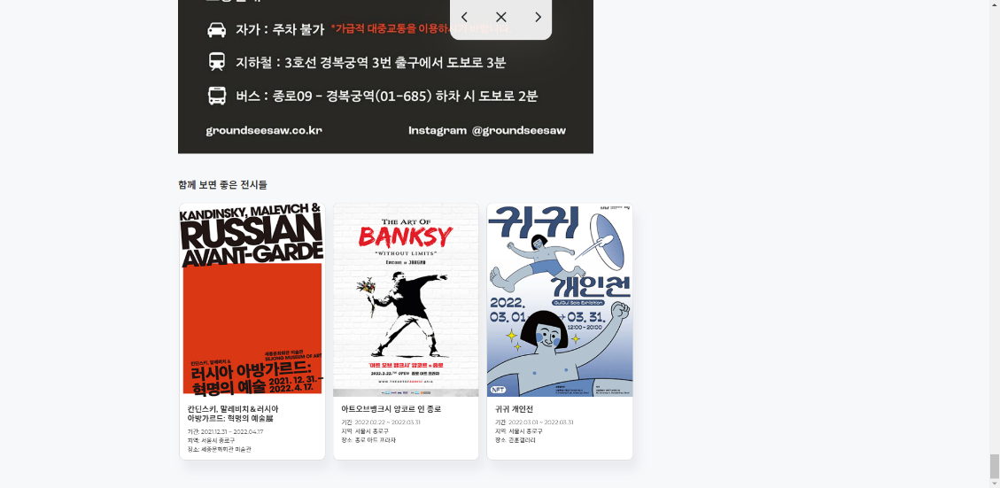 자가 : 주차 불가 *가급적 대중교통을 이용하시기 바랍니다
지하철 : 3호선 경복궁역 3번 출구에서 도보로 3분
버스 : 종로09 - 경복궁역(01-685) 하차 시 도보로 2분
groundseesaw.co.kr Instagram @groundseesaw
함께 보면 좋은 전시들
KANDINSKY, MALEVICH &
RUSSIAN
AVANT-GARDE
칸딘스키, 말레비치 &
세종문화회관 미술관
SEJONG MUSEUM OF ART
러시아 아방가르드:
혁명의 예술 2021. 12. 31.-
2022. 4. 17.
칸딘스키, 말레비치&러시아
아방가르드: 혁명의 예술展
기간: 2021.12.31 ~ 2022.04.17
지역: 서울시 종로구
장소: 세종문화회관 미술관
THE ART OF
BANKSY
"WITHOUT LIMITS"
ENCORE IN JONGNO
'아트 오브 뱅크시' 앙코르 in 종로
WWW.THEARTOFBANKSY.ASIA
아트오브뱅크시 앙코르 인 종로
기간: 2022.02.22 ~ 2022.03.31
지역: 서울시 종로구
장소: 종로 아트 프라자
귀귀
개인전
GuiGui Solo Exhibition
2022.
03. 01 → 03. 31.
12:00~20:00
NFT
귀귀 개인전
기간: 2022.03.01 ~ 2022.03.31
지역: 서울시 종로구
장소: 관훈갤러리